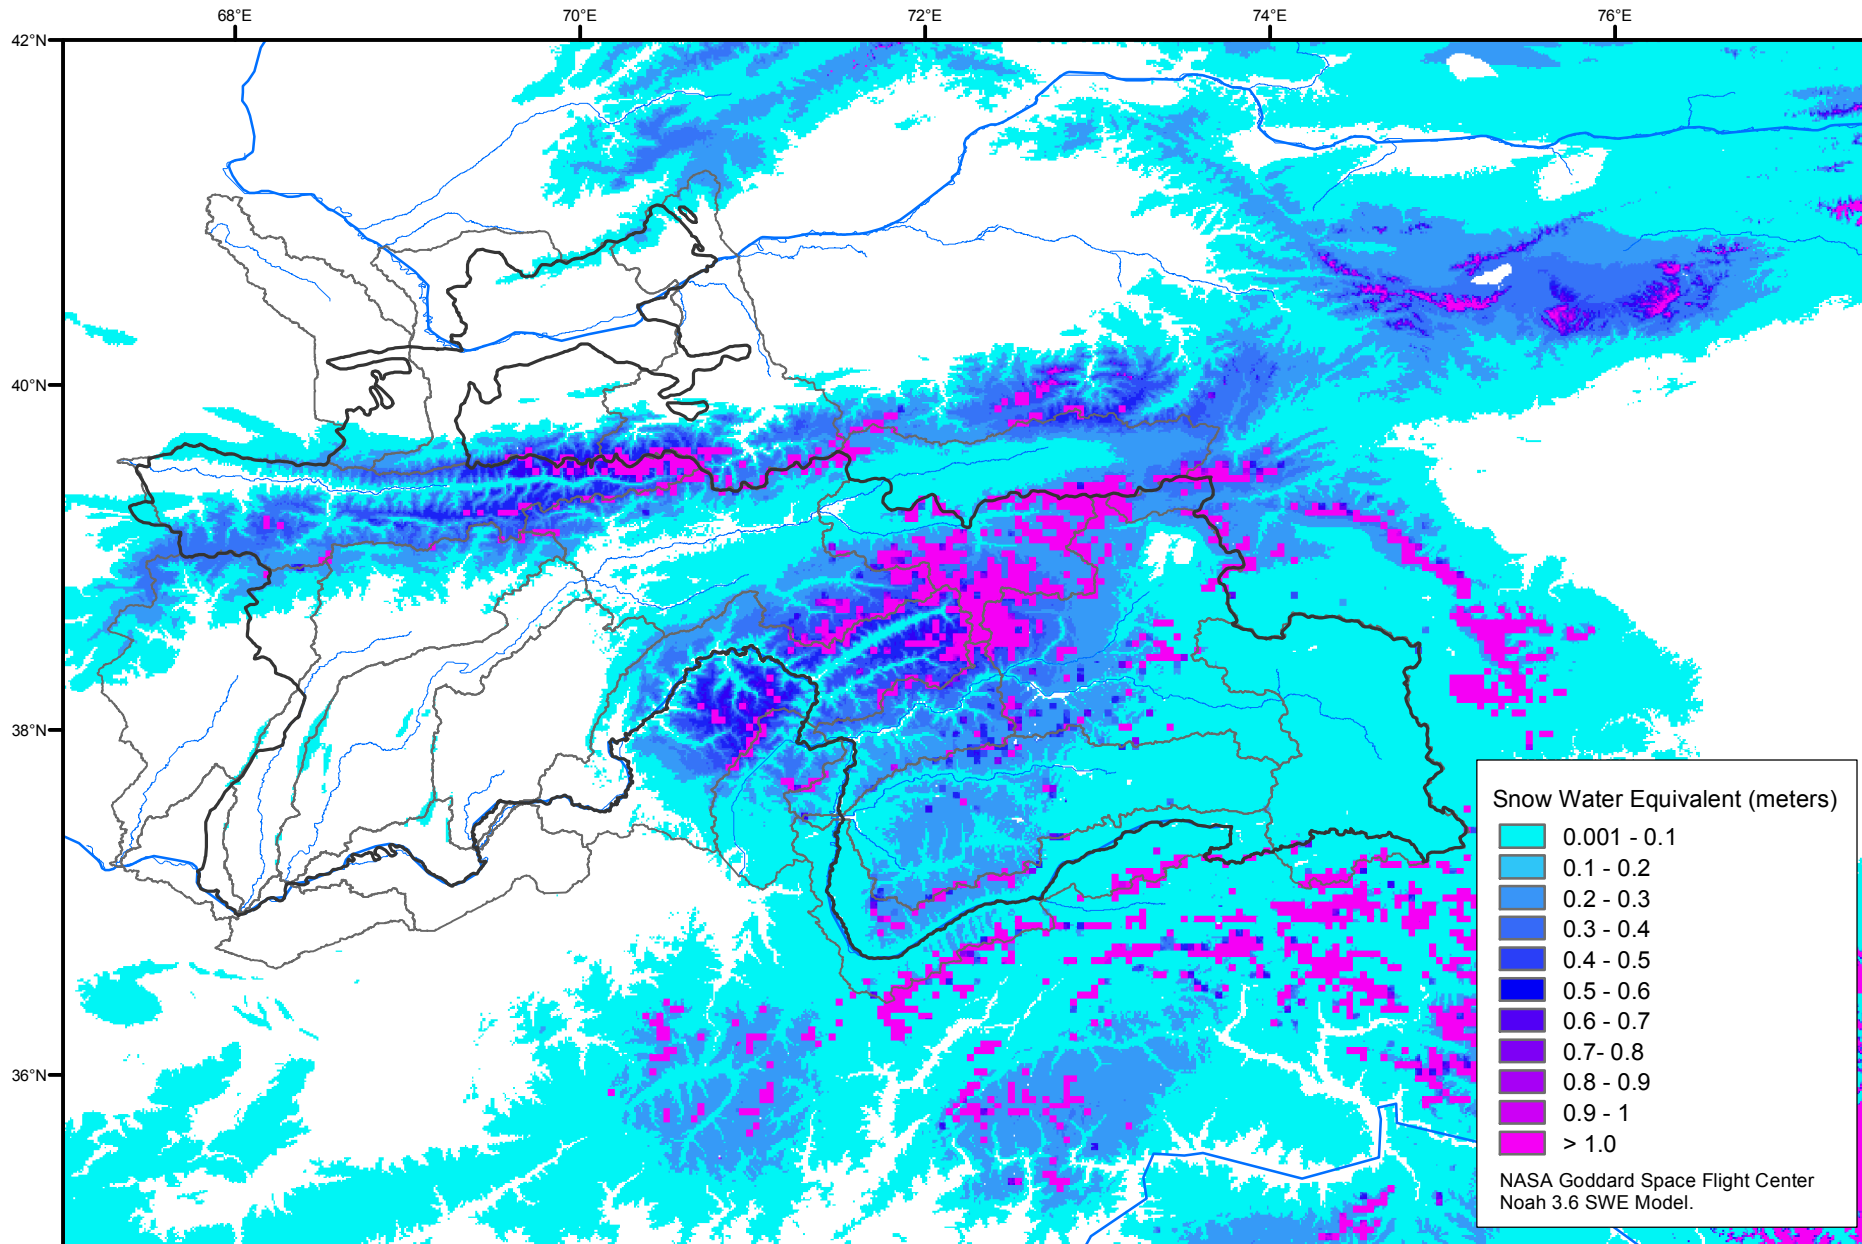 68°E 70°E 72°E 74°E 76°E
42°N
40°N
38°N
36°N
Snow Water Equivalent (meters)
0.001 - 0.1
0.1 - 0.2
0.2 - 0.3
0.3 - 0.4
0.4 - 0.5
0.5 - 0.6
0.6 - 0.7
0.7- 0.8
0.8 - 0.9
0.9 - 1
> 1.0
NASA Goddard Space Flight Center
Noah 3.6 SWE Model.